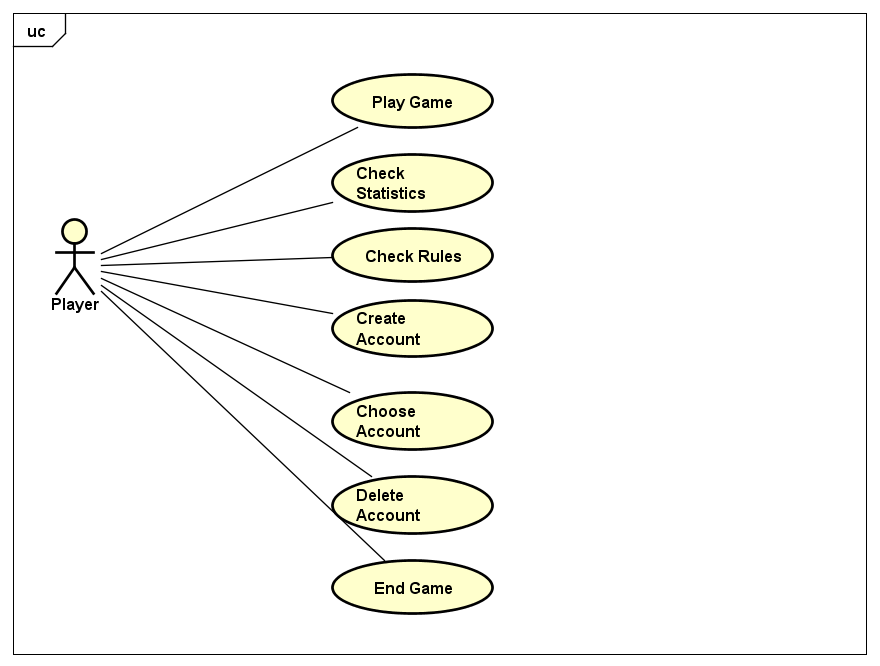 uc
Play Game
Check
Statistics
Check Rules
Player
Create
Account
Choose
Account
Delete
Account
End Game